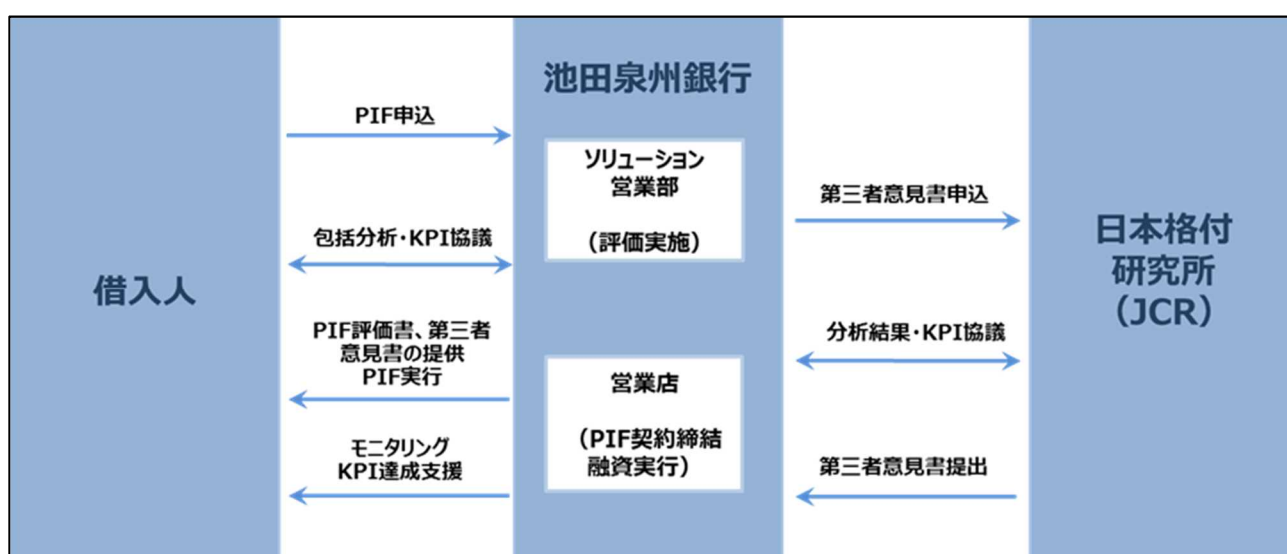 借入人
PIF申込
包括分析・KPI協議
PIF評価書、第三者
意見書の提供
PIF実行
モニタリング
KPI達成支援
池田泉州銀行
ソリューション
営業部
（評価実施）
営業店
（PIF契約締結
融資実行）
第三者意見書申込
分析結果・KPI協議
第三者意見書提出
日本格付
研究所
（JCR）